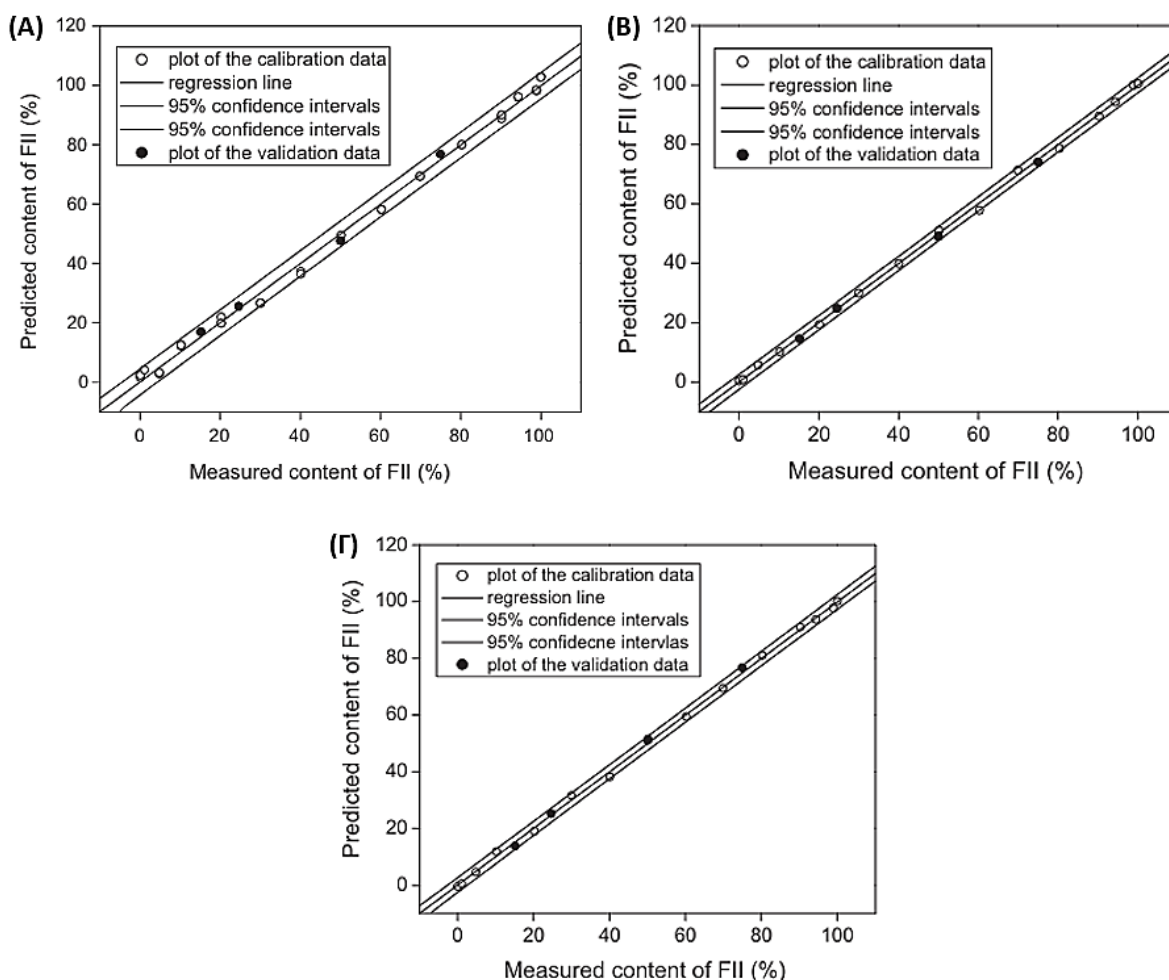 (A)
120
100
80
60
40
20
0
Predicted content of FII (%)
plot of the calibration data
regression line
95% confidence intervals
95% confidence intervals
plot of the validation data
0 20 40 60 80 100
Measured content of FII (%)
(B)
120
100
80
60
40
20
0
Predicted content of FII (%)
plot of the calibration data
regression line
95% confidence intervals
95% confidence intervals
plot of the validation data
0 20 40 60 80 100
Measured content of FII (%)
(Γ)
120
100
80
60
40
20
0
Predicted content of FII (%)
plot of the calibration data
regression line
95% confidence intervals
95% confidecne intervlas
plot of the validation data
0 20 40 60 80 100
Measured content of FII (%)